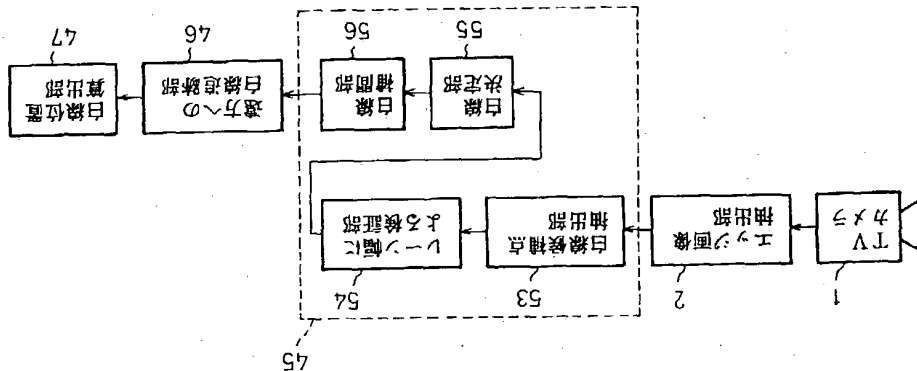 45
1
TV
カメラ
2
エッジ画像
抽出部
53
白線候補点
抽出部
54
レーン幅に
よる検証部
55
白線
決定部
56
白線
補間部
46
遠方への
白線追跡部
47
白線位置
算出部